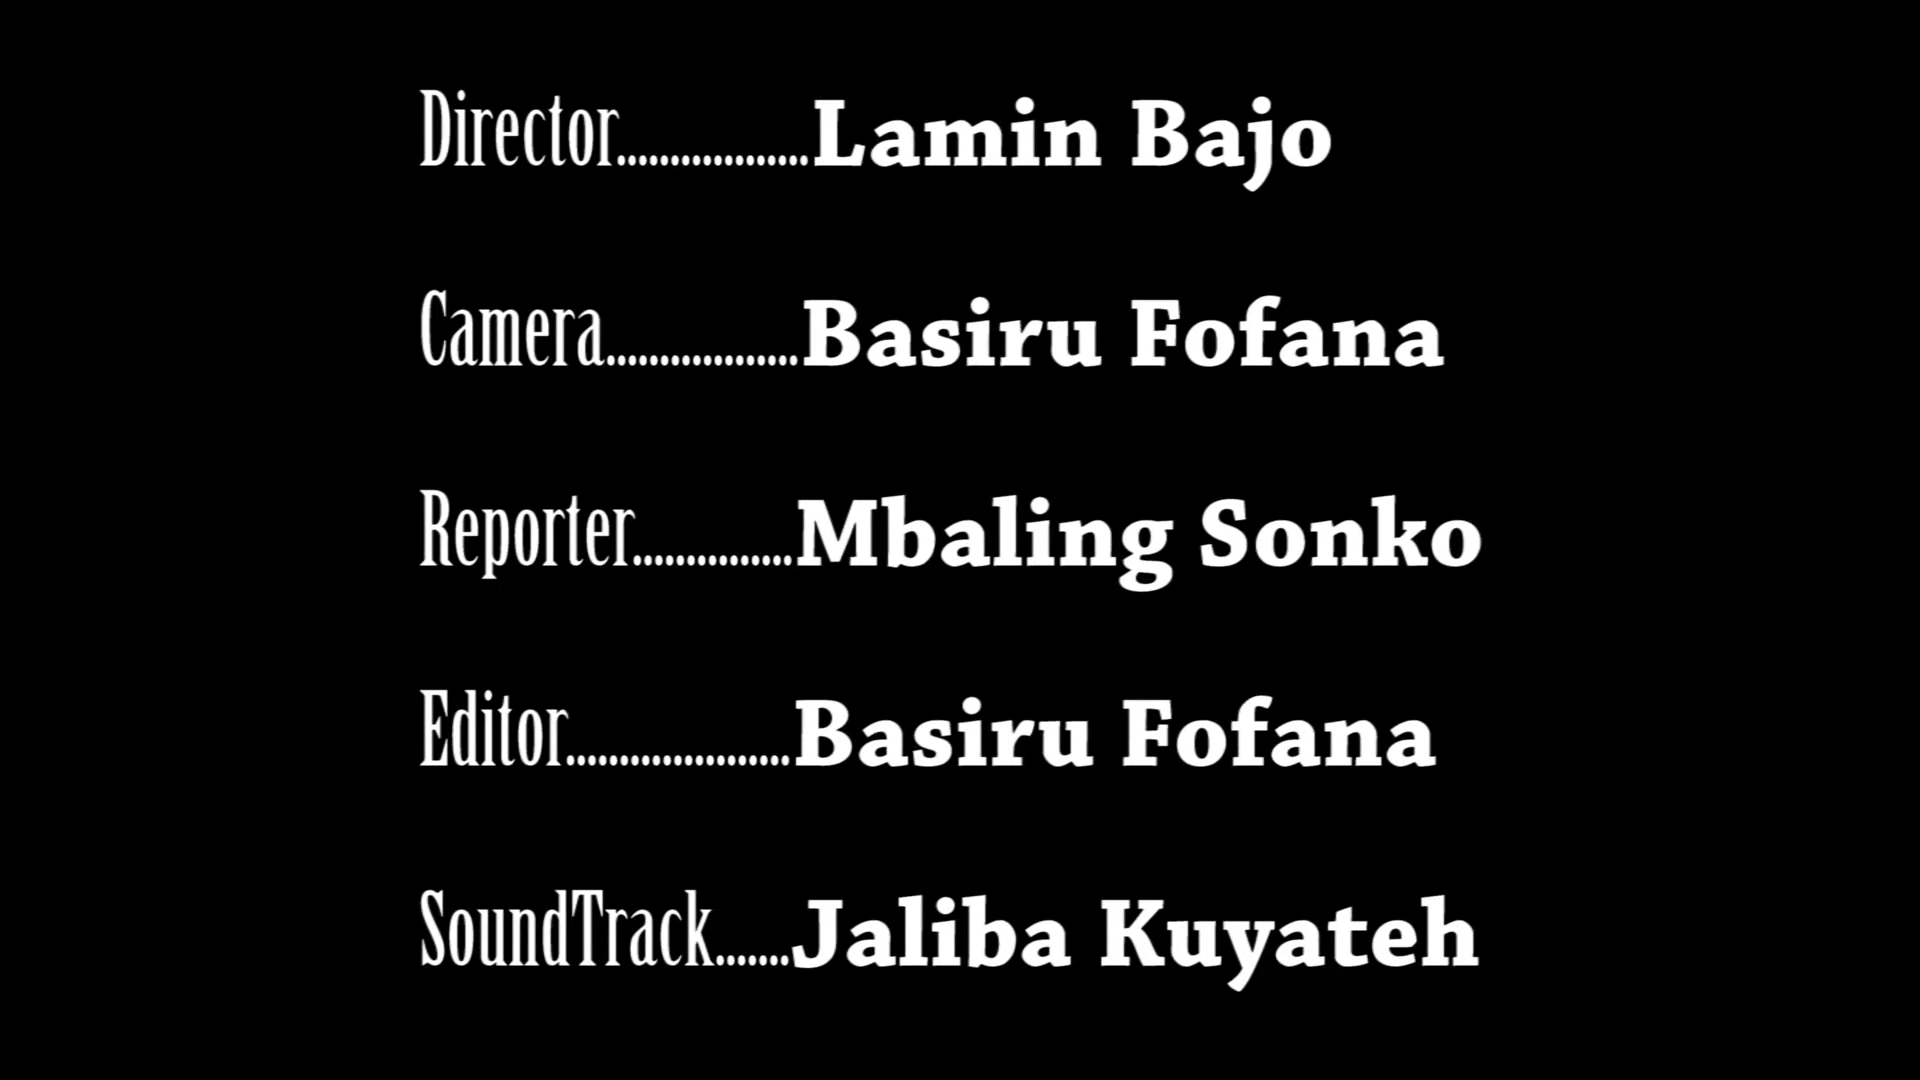 Director..................Lamin Bajo
Camera..................Basiru Fofana
Reporter...............Mbaling Sonko
Editor.....................Basiru Fofana
SoundTrack.......Jaliba Kuyateh